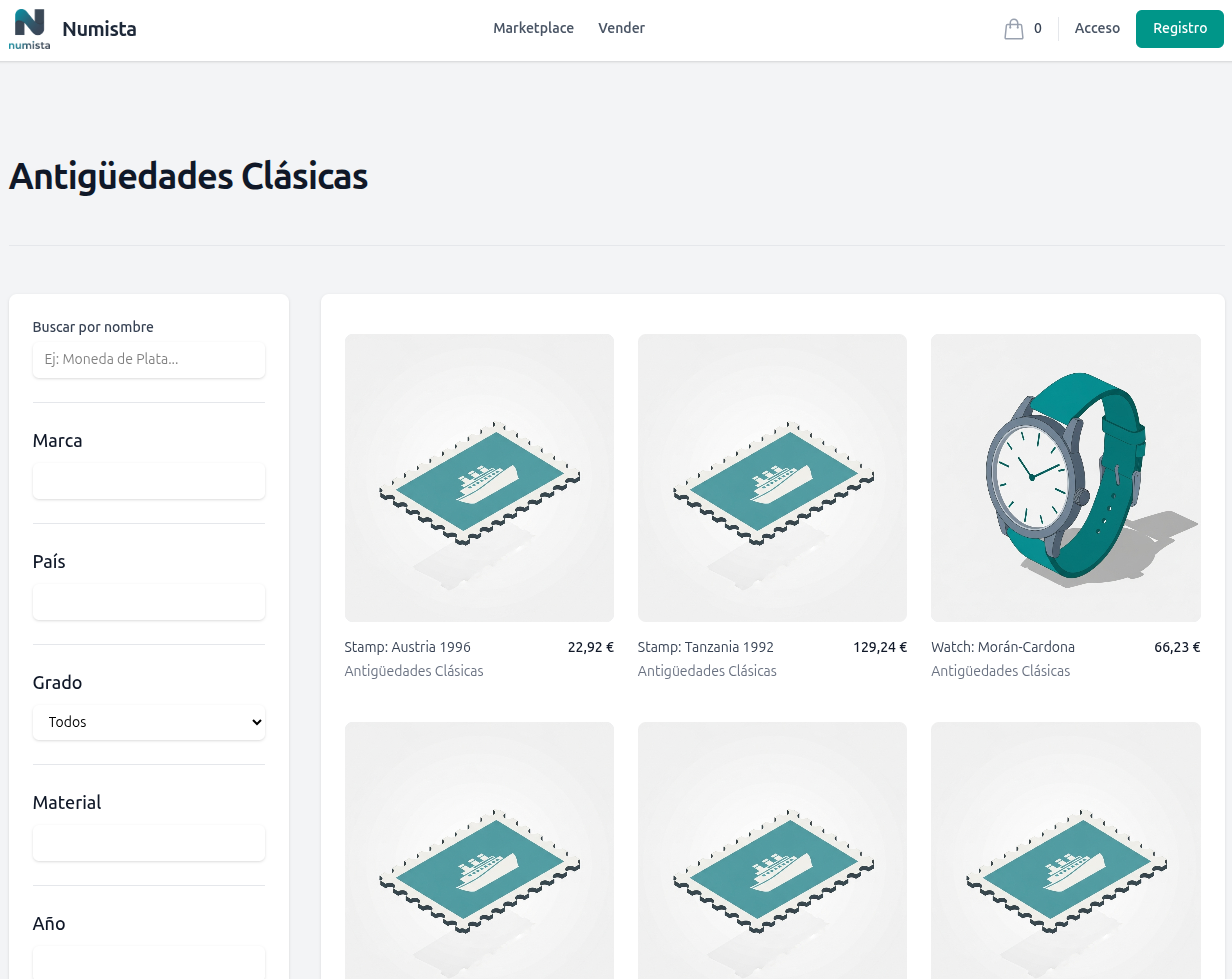 numista
Numista
Marketplace
Vender
0
Acceso
Registro
Antigüedades Clásicas
Buscar por nombre
Ej: Moneda de Plata...
Marca
País
Grado
Todos
Material
Año
Stamp: Austria 1996
22,92 €
Antigüedades Clásicas
Stamp: Tanzania 1992
129,24 €
Antigüedades Clásicas
Watch: Morán-Cardona
66,23 €
Antigüedades Clásicas